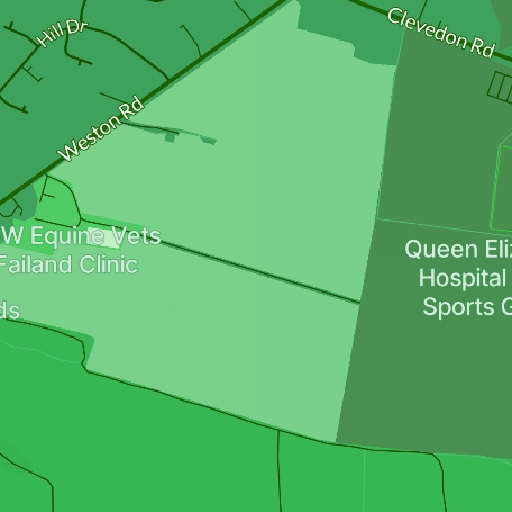 Hill Dr
Clevedon Rd
Weston Rd
W Equine Vets
Failand Clinic
Queen Eliz
Hospital
Sports G
ds